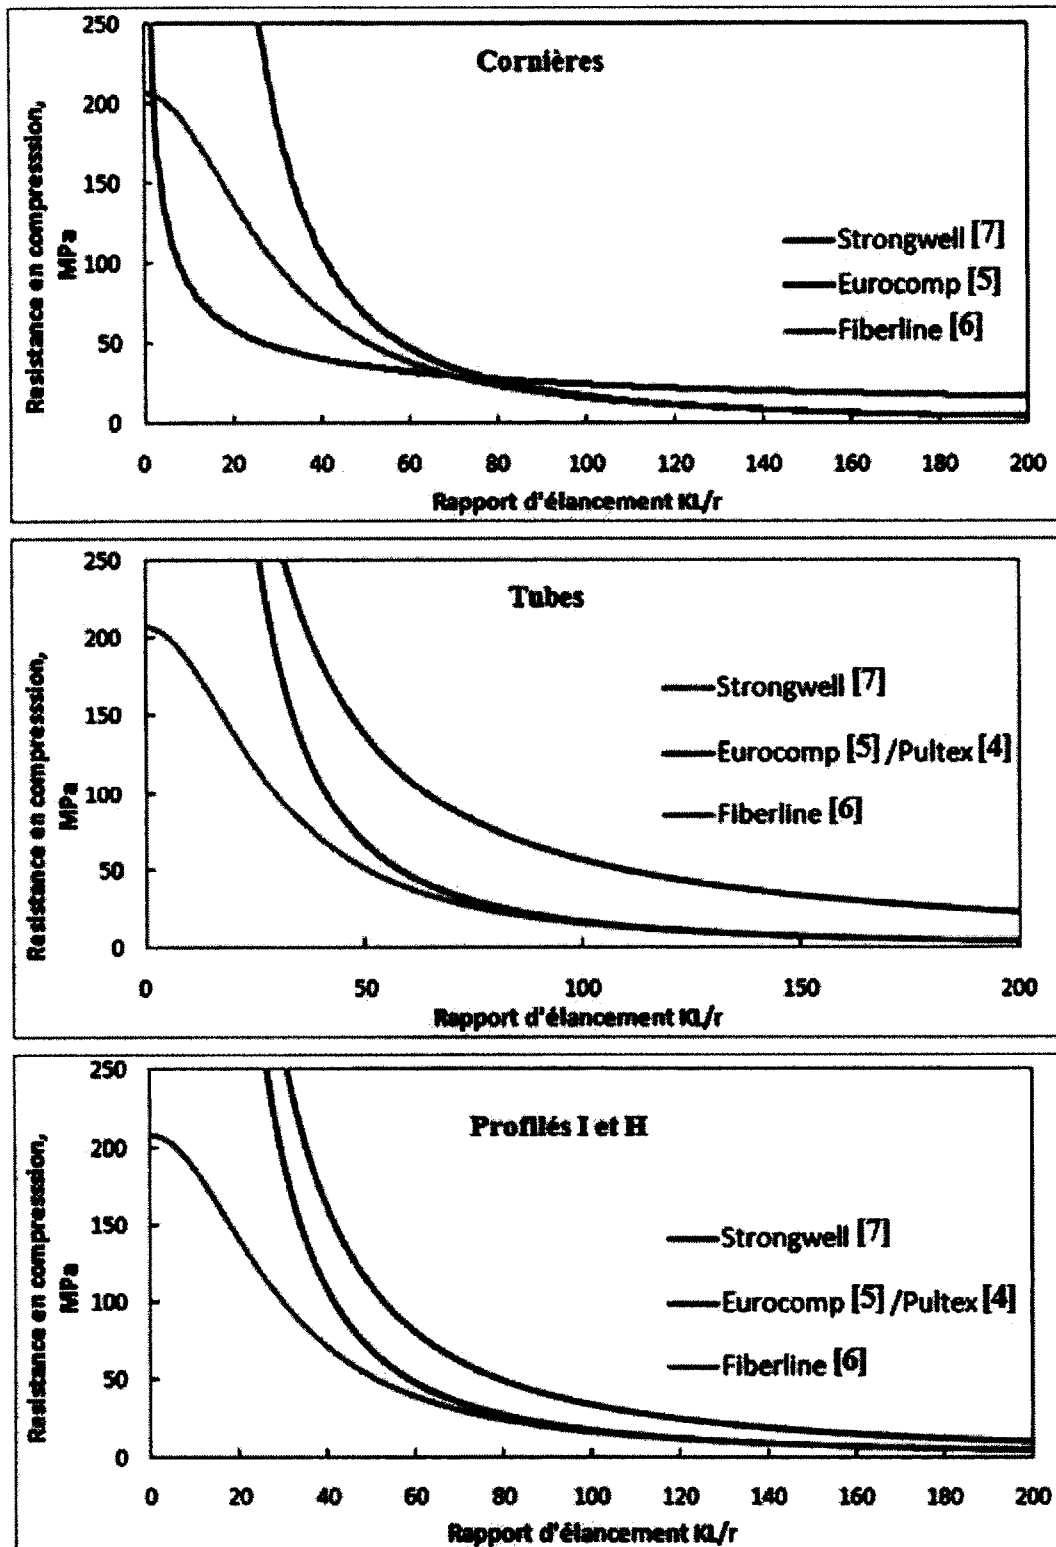 Cornières
Resistance en compresssion,
MPa
250
200
150
100
50
0
Strongwell [7]
Eurocomp [5]
Fiberline [6]
0 20 40 60 80 100 120 140 160 180 200
Rapport d'élancement KL/r
Tubes
Resistance en compresssion,
MPa
250
200
150
100
50
0
Strongwell [7]
Eurocomp [5] /Pultex [4]
Fiberline [6]
0 50 100 150 200
Rapport d'élancement KL/r
Profilés I et H
Resistance en compresssion,
MPa
250
200
150
100
50
0
Strongwell [7]
Eurocomp [5] /Pultex [4]
Fiberline [6]
0 20 40 60 80 100 120 140 160 180 200
Rapport d'élancement KL/r